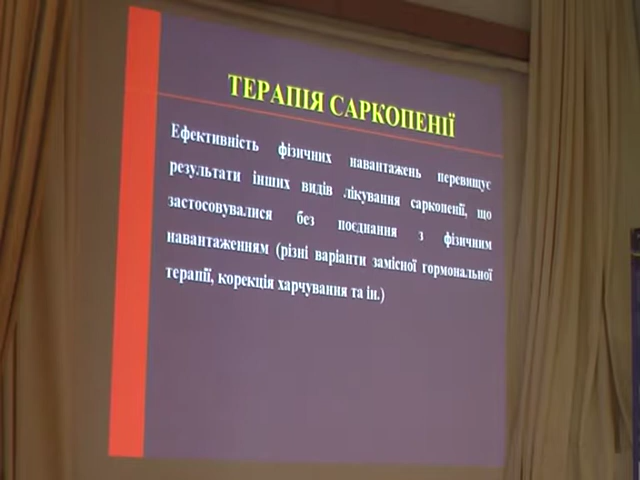 ТЕРАПІЯ САРКОПЕНІЇ
Ефективність фізичних навантажень перевищує
результати інших видів лікування саркопенії, що
застосовувалися без поєднання з фізичним
навантаженням (різні варіанти замісної гормональної
терапії, корекція харчування та ін.)